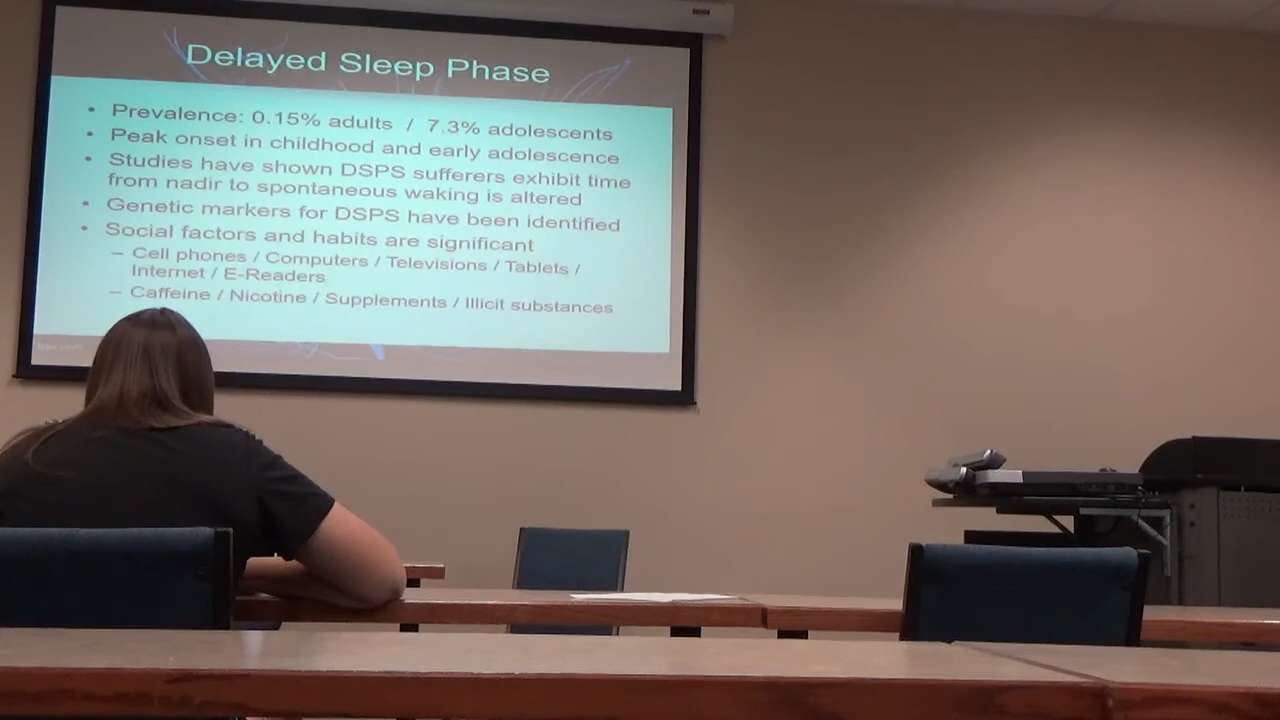 Delayed Sleep Phase
• Prevalence: 0.15% adults / 7.3% adolescents
• Peak onset in childhood and early adolescence
• Studies have shown DSPS sufferers exhibit time
from nadir to spontaneous waking is altered
• Genetic markers for DSPS have been identified
• Social factors and habits are significant
– Cell phones / Computers / Televisions / Tablets /
Internet / E-Readers
– Caffeine / Nicotine / Supplements / Illicit substances